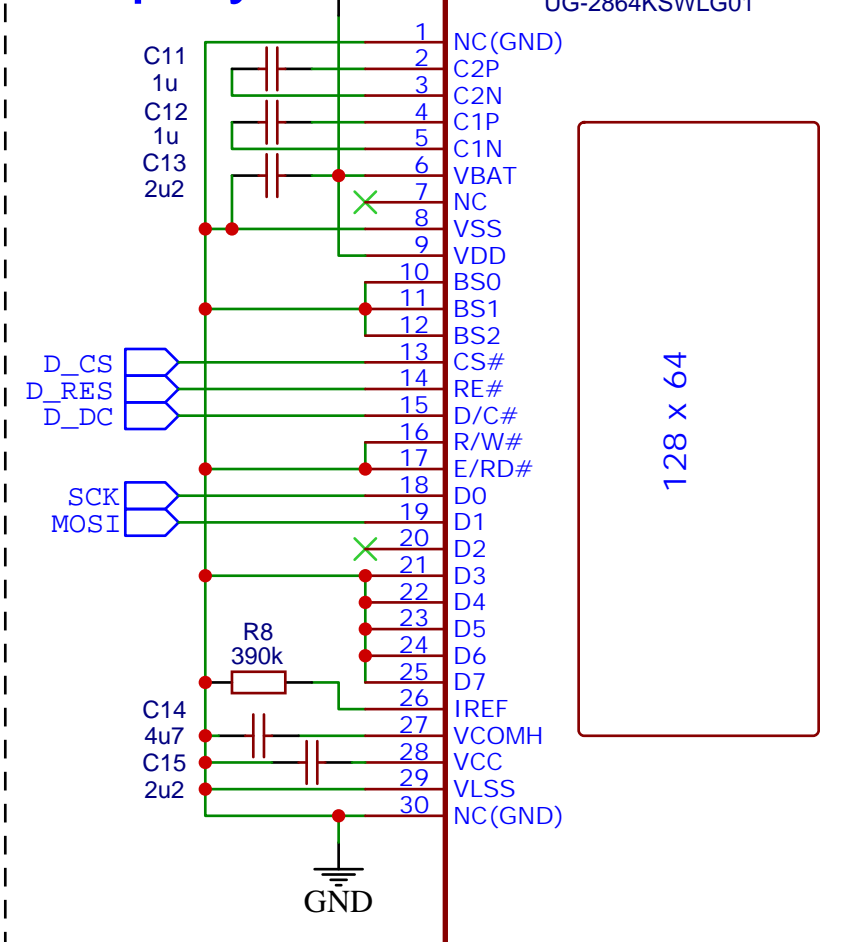 UG-2864KSWLG01
1 NC(GND)
C11
2 C2P
1u
3 C2N
C12
4 C1P
1u
5 C1N
C13
6 VBAT
2u2
7 NC
8 VSS
9 VDD
10 BS0
11 BS1
12 BS2
D_CS 13 CS#
D_RES 14 RE#
D_DC 15 D/C#
16 R/W#
17 E/RD#
SCK 18 D0
MOSI 19 D1
20 D2
21 D3
22 D4
23 D5
R8
24 D6
390k
25 D7
26 IREF
C14
27 VCOMH
4u7
28 VCC
C15
29 VLSS
2u2
30 NC(GND)
GND
128 x 64